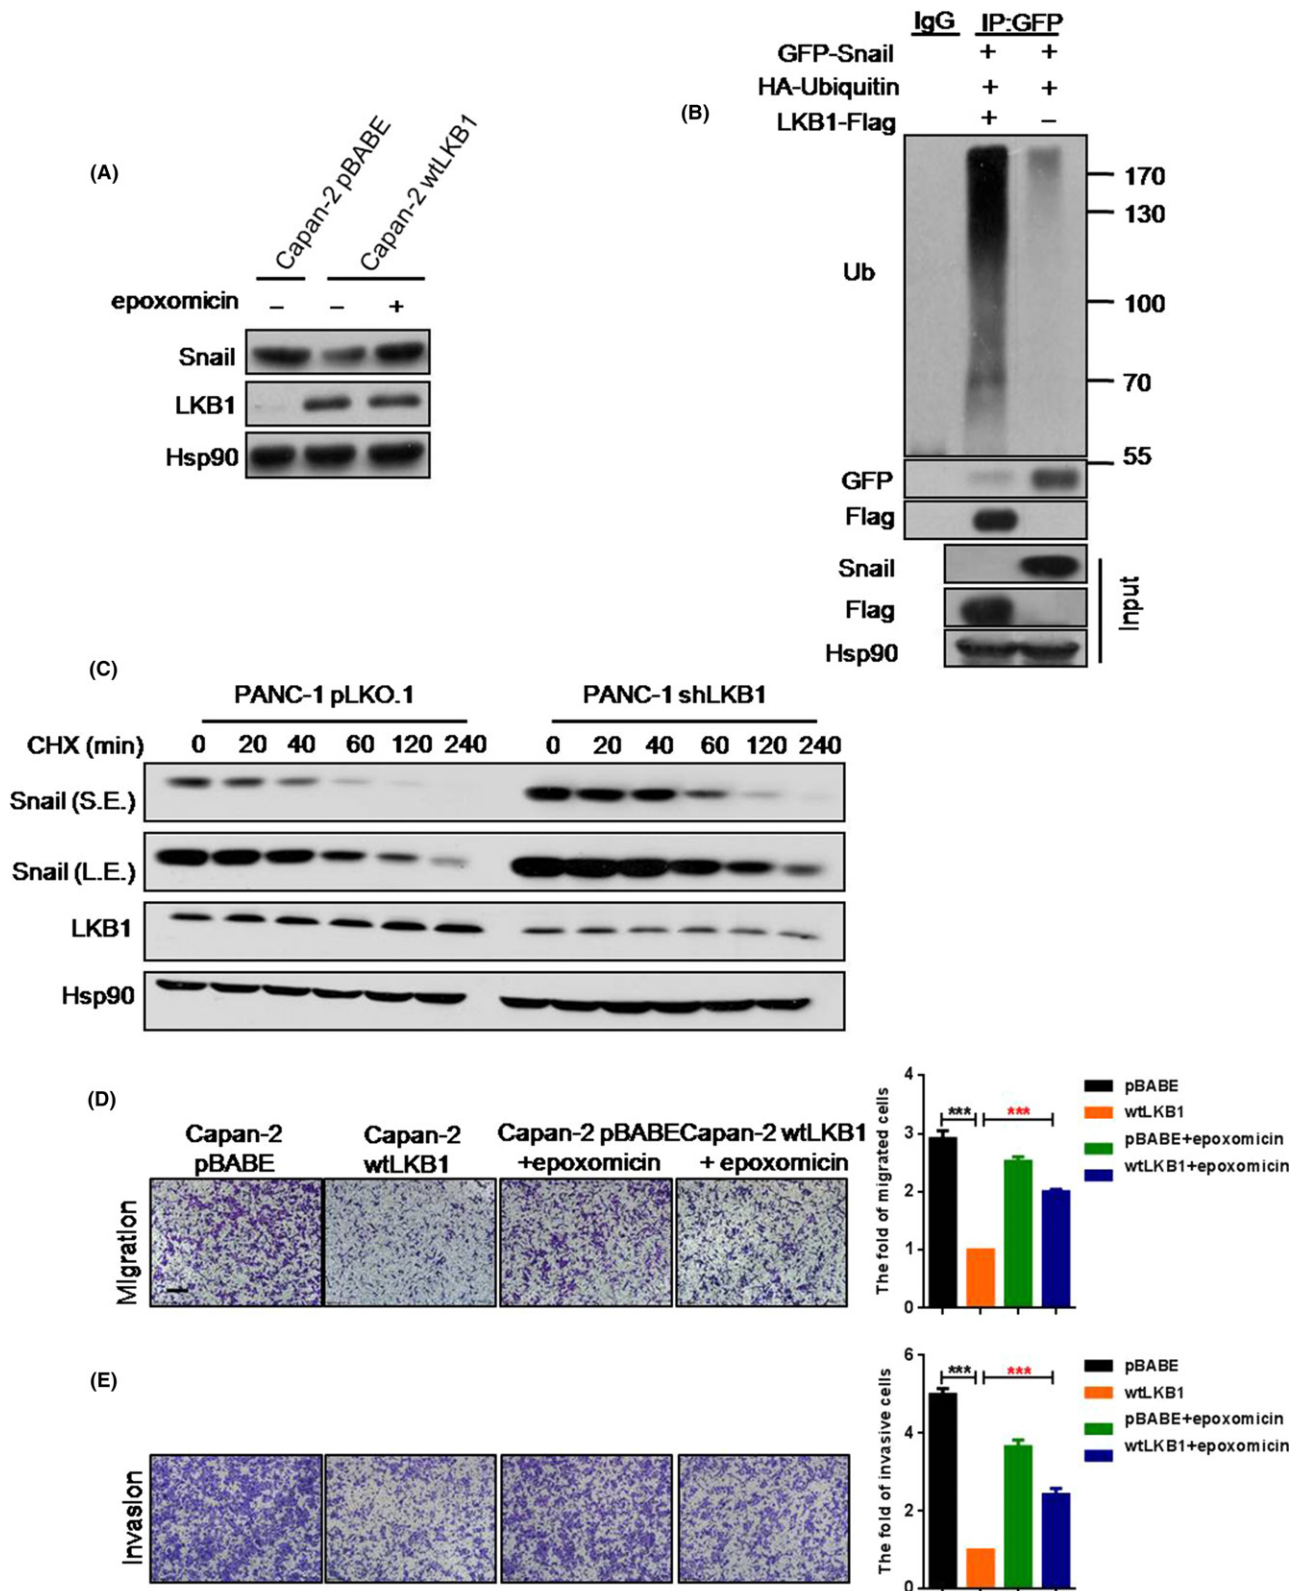 (A)
Capan-2 pBABE
Capan-2 wtLKB1
epoxomicin – – +
Snail
LKB1
Hsp90
(B)
IgG IP:GFP
GFP-Snail + +
HA-Ubiquitin + +
LKB1-Flag + –
Ub
170
130
100
70
55
GFP
Flag
Snail
Flag
Hsp90
Input
(C)
PANC-1 pLKO.1 PANC-1 shLKB1
CHX (min) 0 20 40 60 120 240 0 20 40 60 120 240
Snail (S.E.)
Snail (L.E.)
LKB1
Hsp90
(D)
Capan-2 pBABE
Capan-2 wtLKB1
Capan-2 pBABE +epoxomicin
Capan-2 wtLKB1 + epoxomicin
Migration
The fold of migrated cells
4
3
2
1
0
*** ***
pBABE
wtLKB1
pBABE+epoxomicin
wtLKB1+epoxomicin
(E)
Invasion
The fold of invasive cells
6
4
2
0
*** ***
pBABE
wtLKB1
pBABE+epoxomicin
wtLKB1+epoxomicin